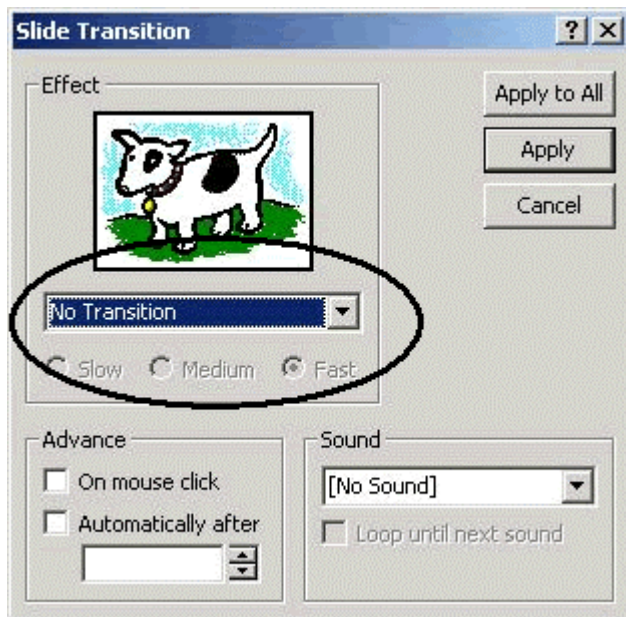 Slide Transition
Effect
Apply to All
Apply
Cancel
No Transition
Slow Medium Fast
Advance
On mouse click
Automatically after
Sound
[No Sound]
Loop until next sound